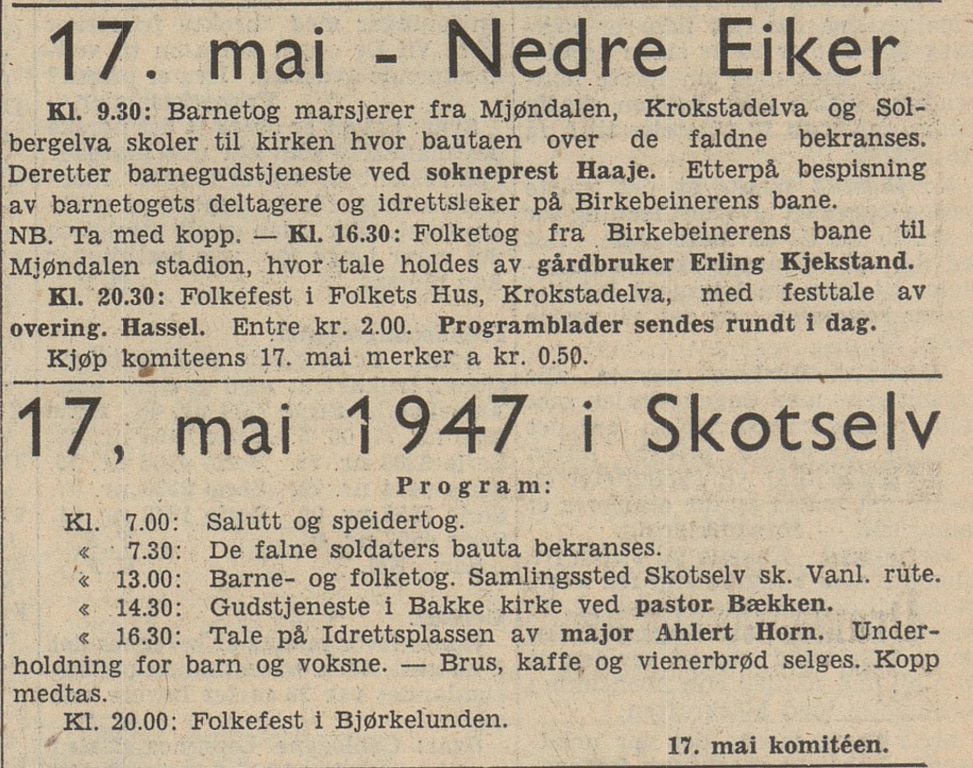 17. mai - Nedre Eiker
Kl. 9.30: Barnetog marsjerer fra Mjøndalen, Krokstadelva og Sol-
bergelva skoler til kirken hvor bautaen over de faldne bekranses.
Deretter barnegudstjeneste ved sokneprest Haaje. Etterpå bespisning
av barnetogets deltagere og idrettsleker på Birkebeinerens bane.
NB. Ta med kopp. — Kl. 16.30: Folketog fra Birkebeinerens bane til
Mjøndalen stadion, hvor tale holdes av gårdbruker Erling Kjekstand.
Kl. 20.30: Folkefest i Folkets Hus, Krokstadelva, med festtale av
overing. Hassel. Entre kr. 2.00. Programblader sendes rundt i dag.
Kjøp komiteens 17. mai merker a kr. 0.50.
17, mai 1947 i Skotselv
Program:
Kl. 7.00: Salutt og speidertog.
« 7.30: De falne soldaters bauta bekranses.
« 13.00: Barne- og folketog. Samlingssted Skotselv sk. Vanl. rute.
« 14.30: Gudstjeneste i Bakke kirke ved pastor Bækken.
« 16.30: Tale på Idrettsplassen av major Ahlert Horn. Under-
holdning for barn og voksne. — Brus, kaffe og vienerbrød selges. Kopp
medtas.
Kl. 20.00: Folkefest i Bjørkelunden.
17. mai komitéen.